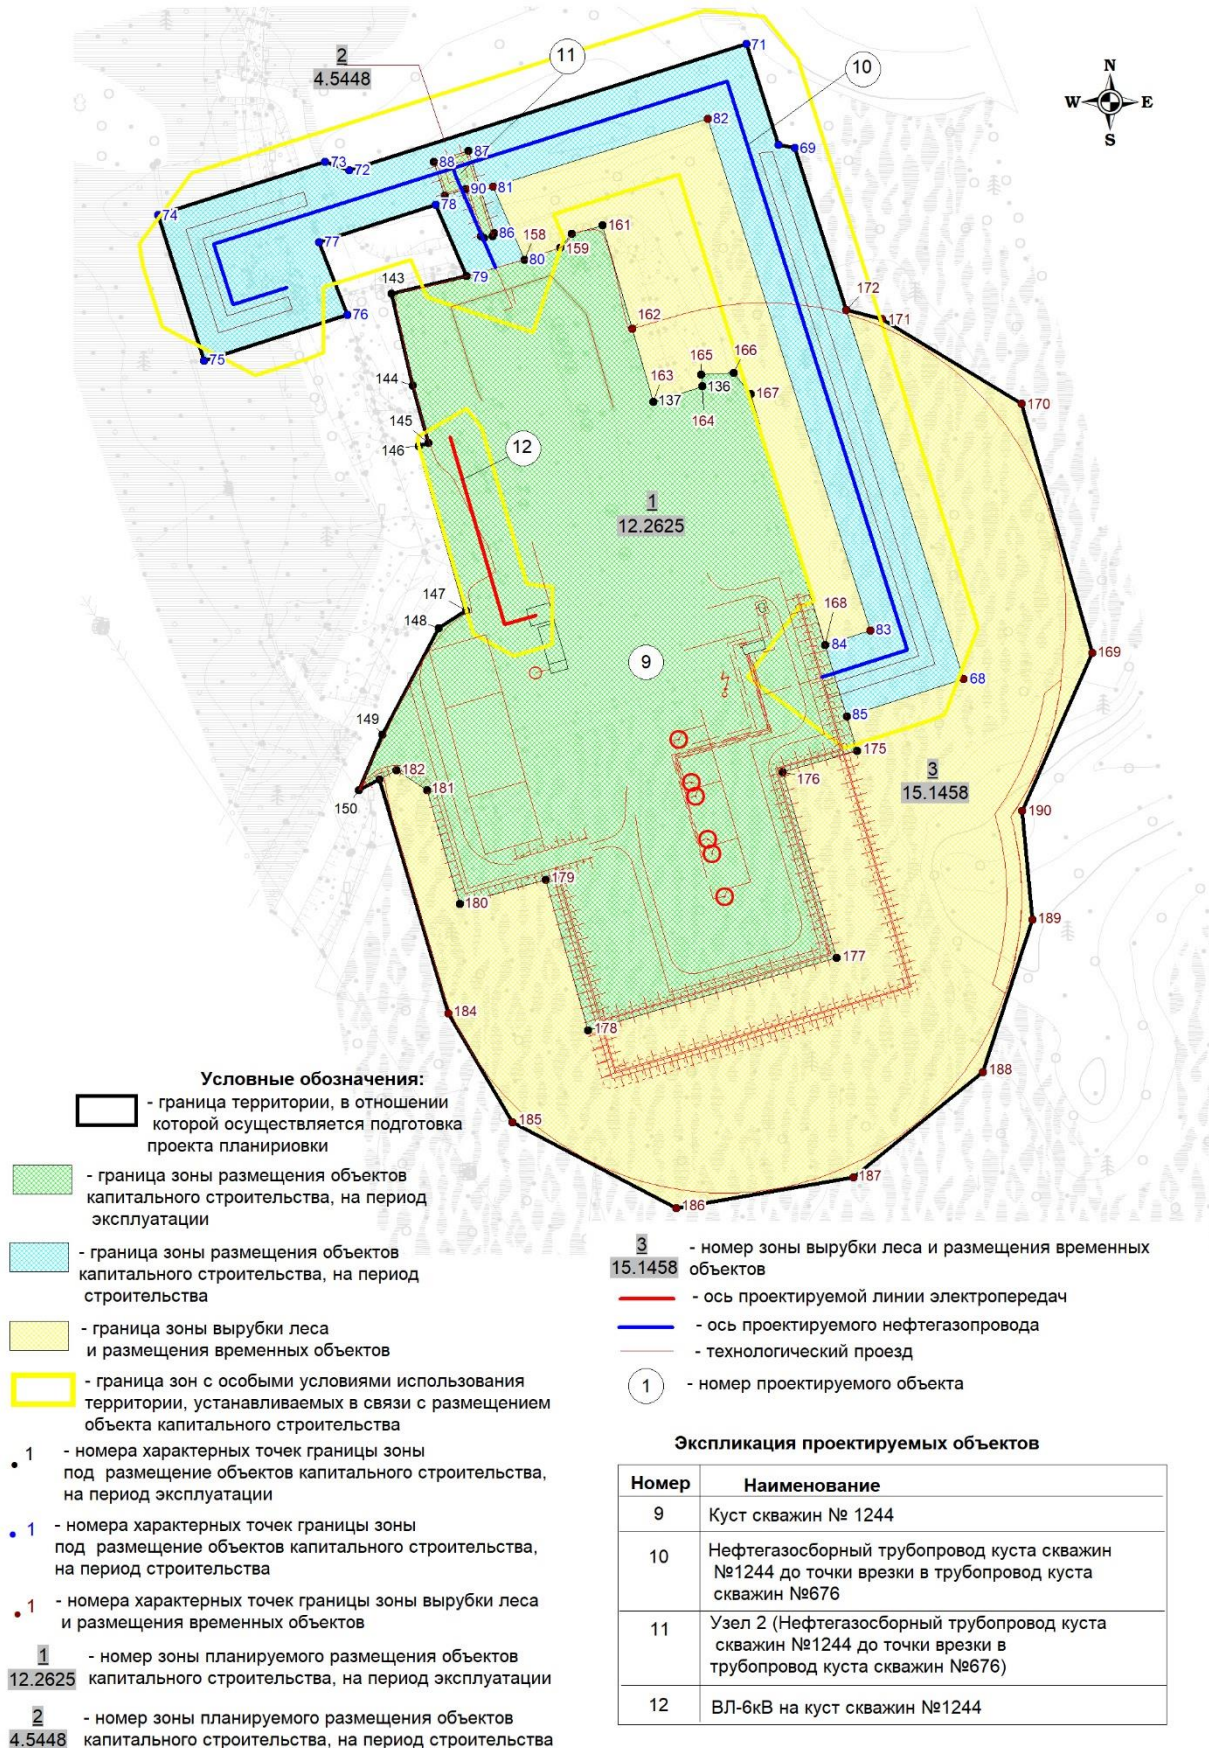 71
11
2
4.5448
10
N
W
E
S
82
69
87
88
73
72
90
81
78
74
161
86
158
77
159
80
79
143
76
172
171
162
75
165
166
144
163
136
167
137
164
170
145
146
12
1
12.2625
147
148
168
83
169
84
9
68
85
149
175
182
176
3
15.1458
181
150
190
179
180
189
177
184
178
188
185
187
186
Условные обозначения:
- граница территории, в отношении
которой осуществляется подготовка
проекта планириовки
- граница зоны размещения объектов
капитального строительства, на период
эксплуатации
- граница зоны размещения объектов
капитального строительства, на период
строительства
- граница зоны вырубки леса
и размещения временных объектов
- граница зон с особыми условиями использования
территории, устанавливаемых в связи с размещением
объекта капитального строительства
1 - номера характерных точек границы зоны
под размещение объектов капитального строительства,
на период эксплуатации
1 - номера характерных точек границы зоны
под размещение объектов капитального строительства,
на период строительства
1 - номера характерных точек границы зоны вырубки леса
и размещения временных объектов
1 - номер зоны планируемого размещения объектов
12.2625 капитального строительства, на период эксплуатации
2 - номер зоны планируемого размещения объектов
4.5448 капитального строительства, на период строительства
3 - номер зоны вырубки леса и размещения временных
15.1458 объектов
- ось проектируемой линии электропередач
- ось проектируемого нефтегазопровода
- технологический проезд
1 - номер проектируемого объекта
Экспликация проектируемых объектов
Номер Наименование
9 Куст скважин № 1244
10 Нефтегазосборный трубопровод куста скважин
№1244 до точки врезки в трубопровод куста
скважин №676
11 Узел 2 (Нефтегазосборный трубопровод куста
скважин №1244 до точки врезки в
трубопровод куста скважин №676)
12 ВЛ-6кВ на куст скважин №1244